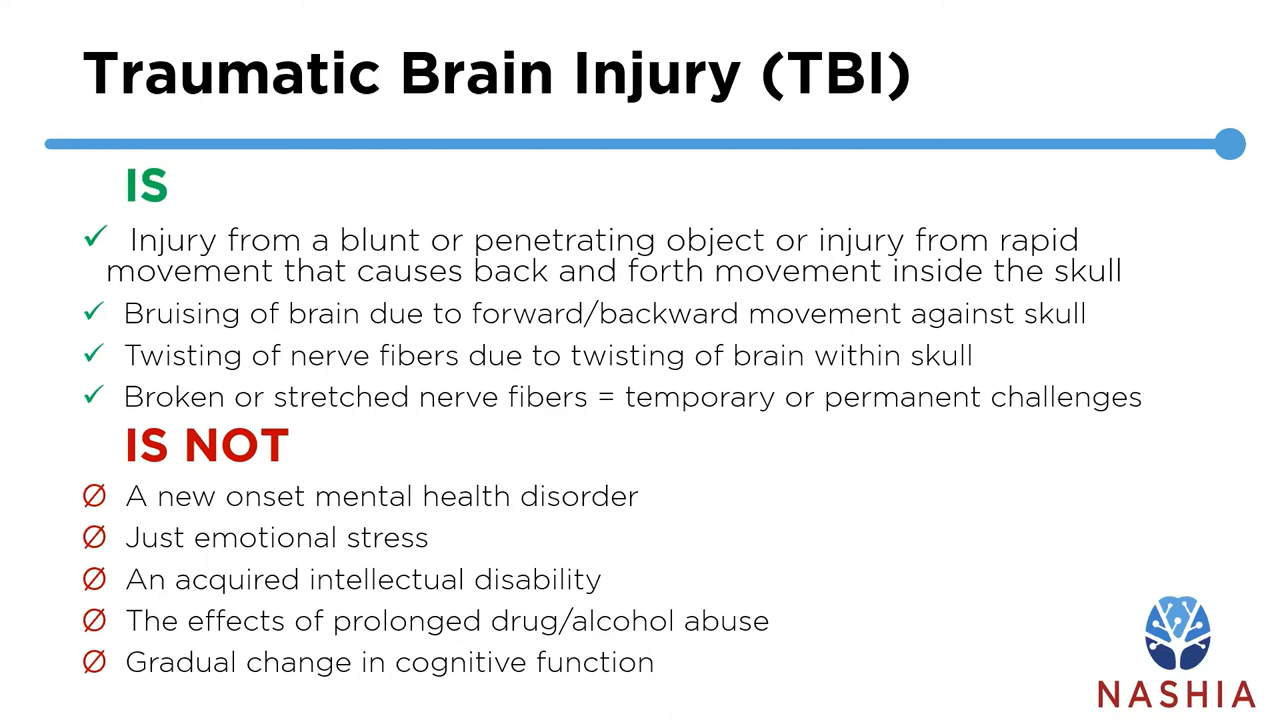 Traumatic Brain Injury (TBI)
IS
✓ Injury from a blunt or penetrating object or injury from rapid
movement that causes back and forth movement inside the skull
✓ Bruising of brain due to forward/backward movement against skull
✓ Twisting of nerve fibers due to twisting of brain within skull
✓ Broken or stretched nerve fibers = temporary or permanent challenges
IS NOT
Ø A new onset mental health disorder
Ø Just emotional stress
Ø An acquired intellectual disability
Ø The effects of prolonged drug/alcohol abuse
Ø Gradual change in cognitive function
NASHIA